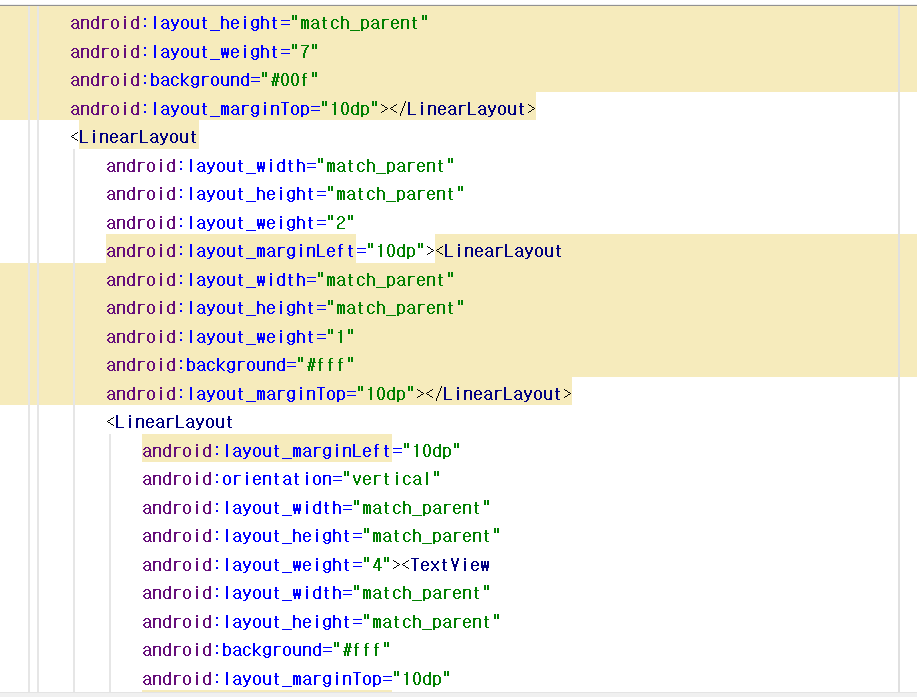 android:layout_height="match_parent"
android:layout_weight="7"
android:background="#00f"
android:layout_marginTop="10dp"></LinearLayout>
<LinearLayout
android:layout_width="match_parent"
android:layout_height="match_parent"
android:layout_weight="2"
android:layout_marginLeft="10dp"><LinearLayout
android:layout_width="match_parent"
android:layout_height="match_parent"
android:layout_weight="1"
android:background="#fff"
android:layout_marginTop="10dp"></LinearLayout>
<LinearLayout
android:layout_marginLeft="10dp"
android:orientation="vertical"
android:layout_width="match_parent"
android:layout_height="match_parent"
android:layout_weight="4"><TextView
android:layout_width="match_parent"
android:layout_height="match_parent"
android:background="#fff"
android:layout_marginTop="10dp"